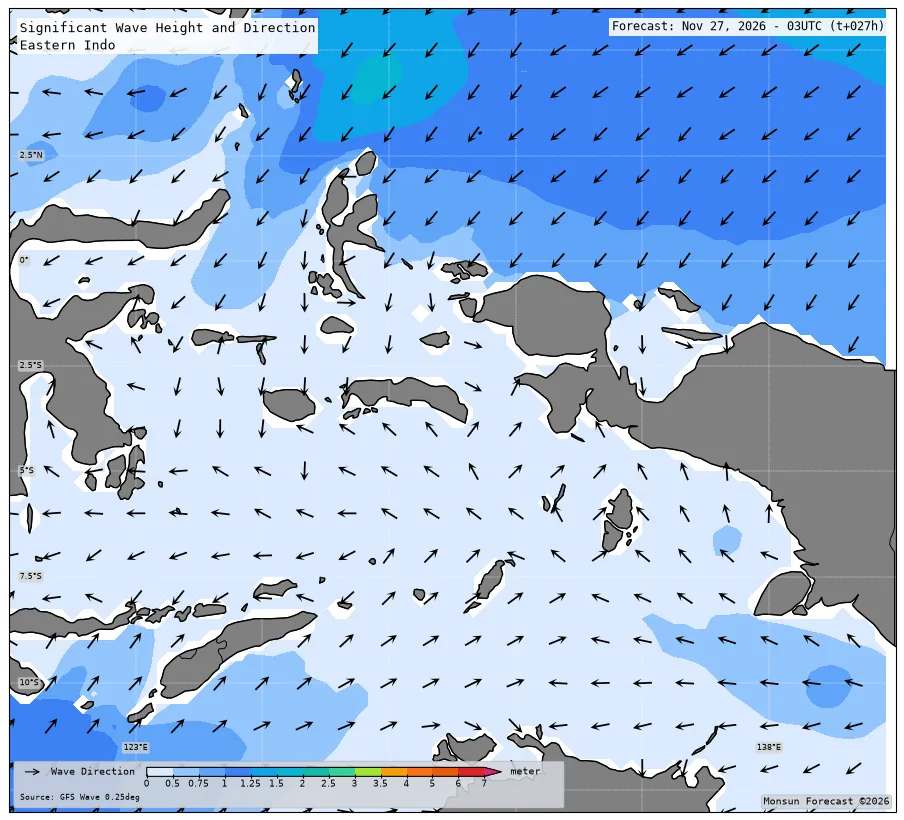 Significant Wave Height and Direction
Eastern Indo
Forecast: Nov 27, 2026 - 03UTC (t+027h)
2.5°N
0°
2.5°S
5°S
7.5°S
10°S
123°E
138°E
Wave Direction
meter
0 0.5 0.75 1 1.25 1.5 2 2.5 3 3.5 4 5 6 7
Source: GFS Wave 0.25deg
Monsun Forecast ©2026